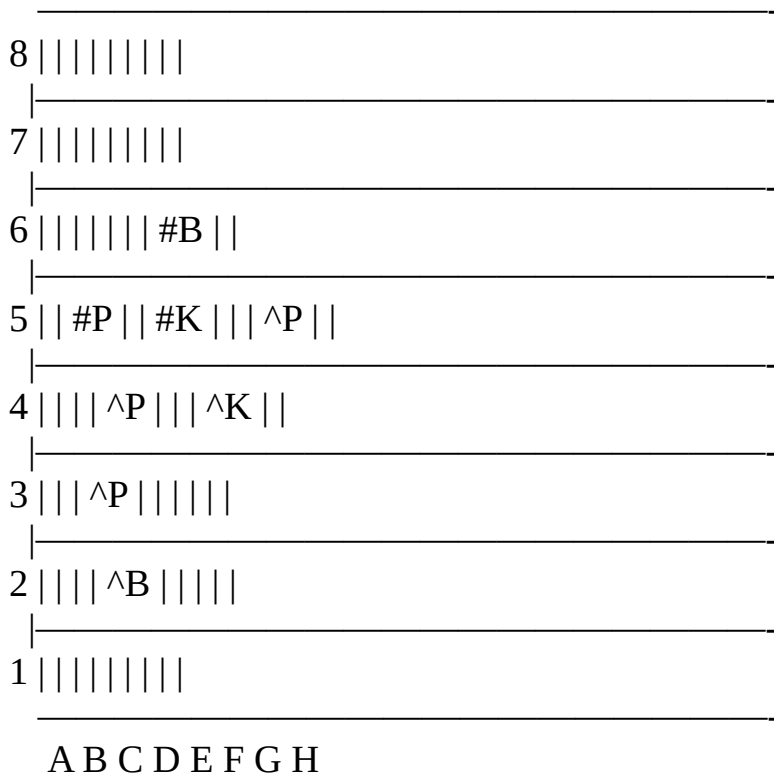 ———————————————————-
8 | | | | | | | | |
|———————————————————-
7 | | | | | | | | |
|———————————————————-
6 | | | | | | | #B | |
|———————————————————-
5 | | #P | | #K | | | ^P | |
|———————————————————-
4 | | | | ^P | | | ^K | |
|———————————————————-
3 | | | ^P | | | | | |
|———————————————————-
2 | | | | ^B | | | | |
|———————————————————-
1 | | | | | | | | |
———————————————————-
A B C D E F G H